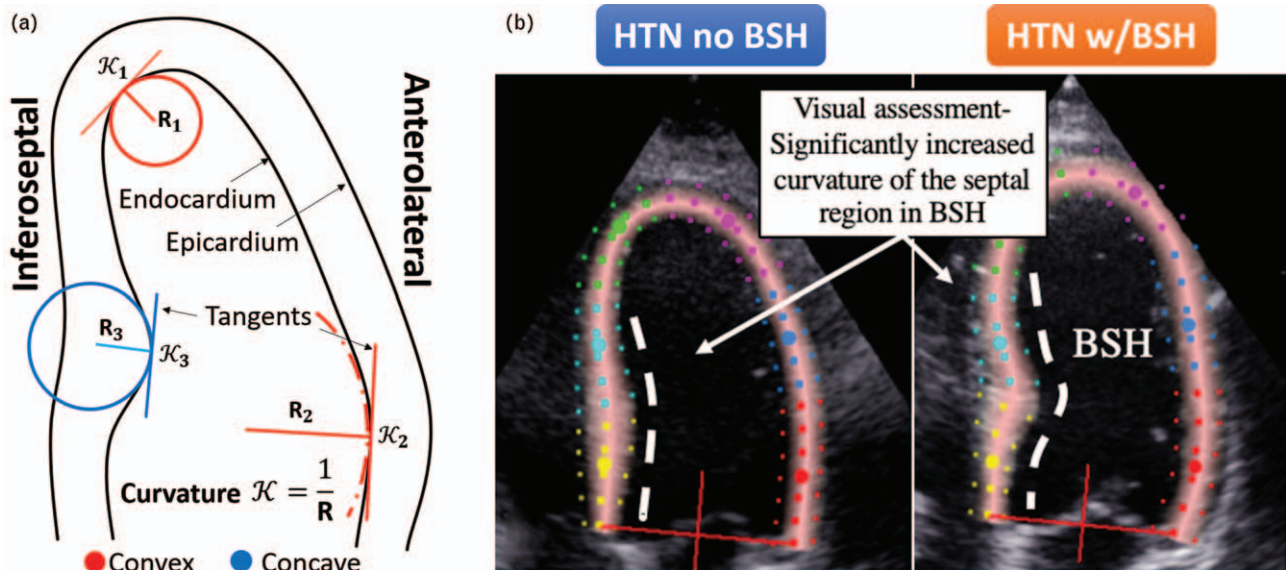 (a)
𝒦₁
R₁
Inferoseptal
Anterolateral
Endocardium
Epicardium
Tangents
R₃
𝒦₃
R₂
𝒦₂
Curvature 𝒦 = 1/R
Convex
Concave
(b)
HTN no BSH
HTN w/BSH
Visual assessment-
Significantly increased
curvature of the septal
region in BSH
BSH